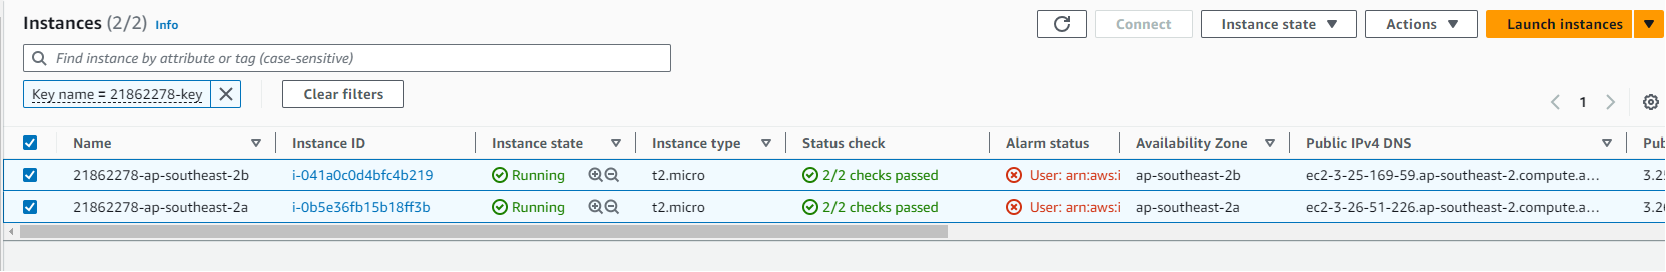 Instances (2/2) Info
Connect Instance state Actions Launch instances
Find instance by attribute or tag (case-sensitive)
Key name = 21862278-key Clear filters
1
Name Instance ID Instance state Instance type Status check Alarm status Availability Zone Public IPv4 DNS Pub
21862278-ap-southeast-2b i-041a0c0d4bfc4b219 Running t2.micro 2/2 checks passed User: arn:aws:i ap-southeast-2b ec2-3-25-169-59.ap-southeast-2.compute.a... 3.25
21862278-ap-southeast-2a i-0b5e36fb15b18ff3b Running t2.micro 2/2 checks passed User: arn:aws:i ap-southeast-2a ec2-3-26-51-226.ap-southeast-2.compute.a... 3.26